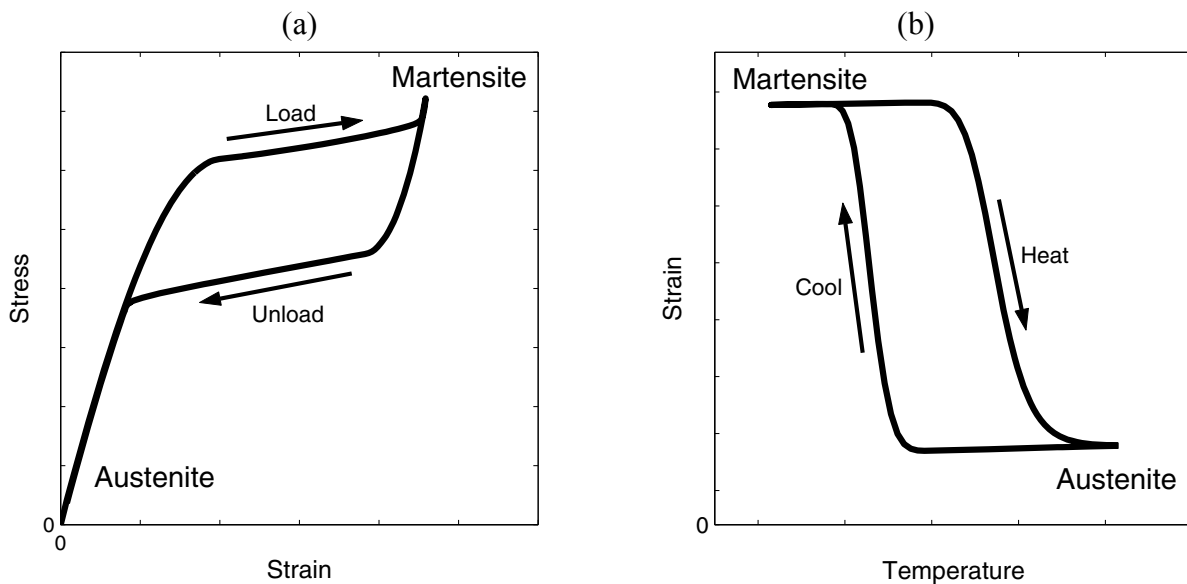 (a)
Martensite
Load
Stress
Unload
Austenite
0
0
Strain
(b)
Martensite
Strain
Heat
Cool
Austenite
0
Temperature